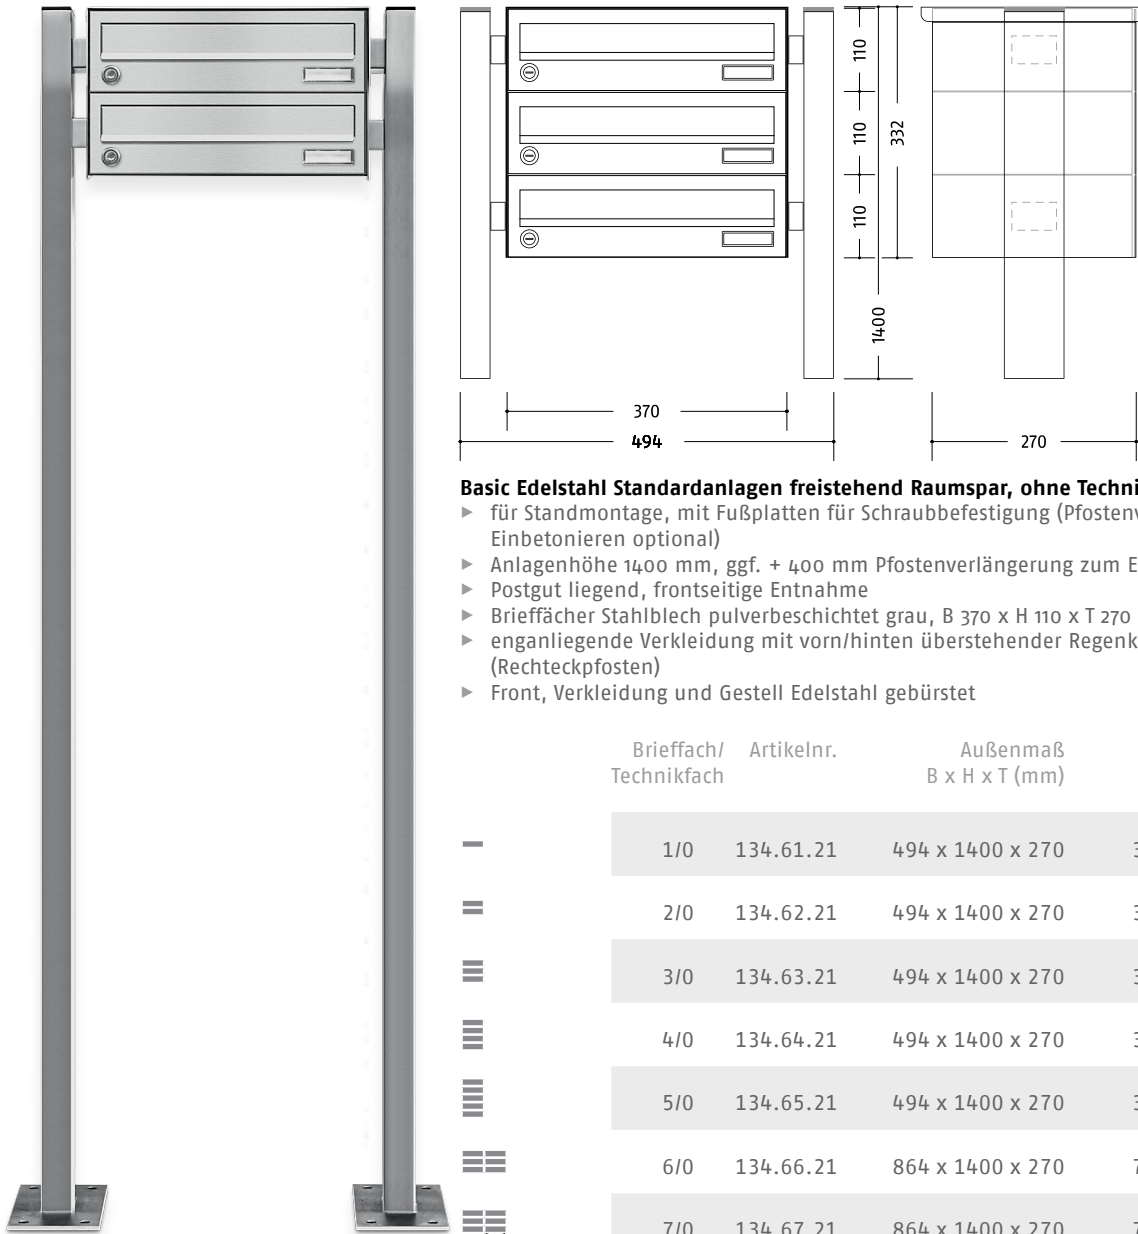 110
110
332
110
1400
370
494
270
Basic Edelstahl Standardanlagen freistehend Raumspar, ohne
für Standmontage, mit Fußplatten für Schraubbefestigung
Einbetonieren optional)
Anlagenhöhe 1400 mm, ggf. + 400 mm Pfostenverlängerung zum
Postgut liegend, frontseitige Entnahme
Brieffächer Stahlblech pulverbeschichtet grau, B 370 x H 110 x T 270
enganliegende Verkleidung mit vorn/hinten überstehender
(Rechteckpfosten)
Front, Verkleidung und Gestell Edelstahl gebürstet
Brieffach/ Artikelnr. Außenmaß
Technikfach B x H x T (mm)
1/0 134.61.21 494 x 1400 x 270
2/0 134.62.21 494 x 1400 x 270
3/0 134.63.21 494 x 1400 x 270
4/0 134.64.21 494 x 1400 x 270
5/0 134.65.21 494 x 1400 x 270
6/0 134.66.21 864 x 1400 x 270
7/0 134.67.21 864 x 1400 x 270